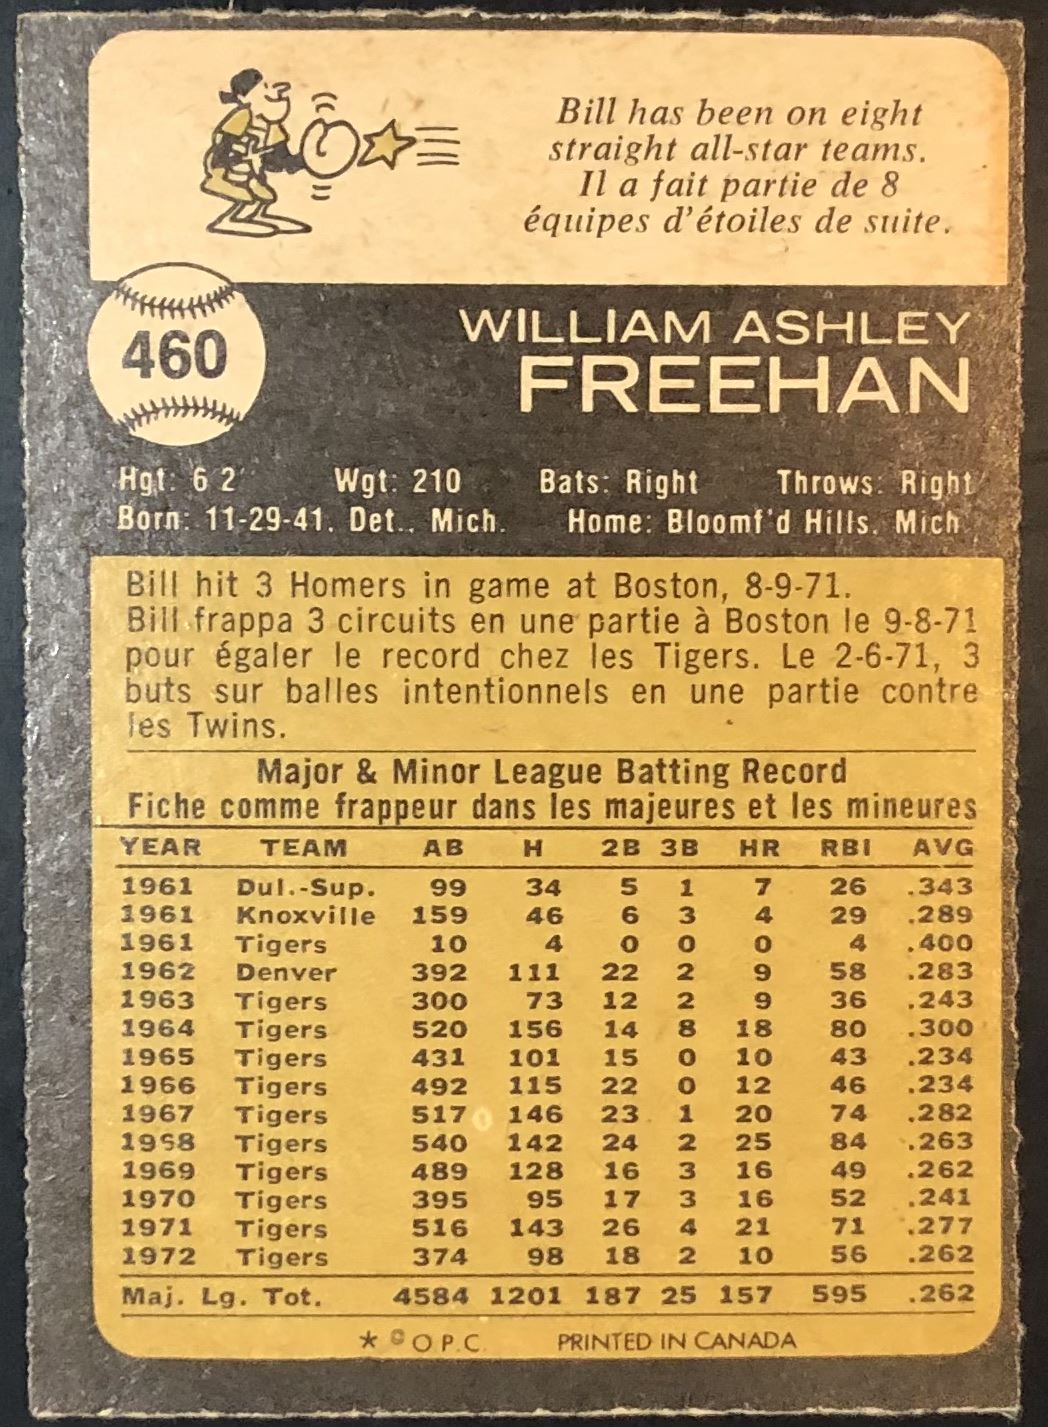 Bill has been on eight
straight all-star teams.
Il a fait partie de 8
équipes d'étoiles de suite.
460
WILLIAM ASHLEY
FREEHAN
Hgt: 6 2' Wgt: 210 Bats: Right Throws: Right
Born: 11-29-41, Det., Mich. Home: Bloomf'd Hills, Mich
Bill hit 3 Homers in game at Boston, 8-9-71.
Bill frappa 3 circuits en une partie à Boston le 9-8-71
pour égaler le record chez les Tigers. Le 2-6-71, 3
buts sur balles intentionnels en une partie contre
les Twins.
Major & Minor League Batting Record
Fiche comme frappeur dans les majeures et les mineures
YEAR TEAM AB H 2B 3B HR RBI AVG
1961 Dul.-Sup. 99 34 5 1 7 26 .343
1961 Knoxville 159 46 6 3 4 29 .289
1961 Tigers 10 4 0 0 0 4 .400
1962 Denver 392 111 22 2 9 58 .283
1963 Tigers 300 73 12 2 9 36 .243
1964 Tigers 520 156 14 8 18 80 .300
1965 Tigers 431 101 15 0 10 43 .234
1966 Tigers 492 115 22 0 12 46 .234
1967 Tigers 517 146 23 1 20 74 .282
1968 Tigers 540 142 24 2 25 84 .263
1969 Tigers 489 128 16 3 16 49 .262
1970 Tigers 395 95 17 3 16 52 .241
1971 Tigers 516 143 26 4 21 71 .277
1972 Tigers 374 98 18 2 10 56 .262
Maj. Lg. Tot. 4584 1201 187 25 157 595 .262
* © O.P.C. PRINTED IN CANADA